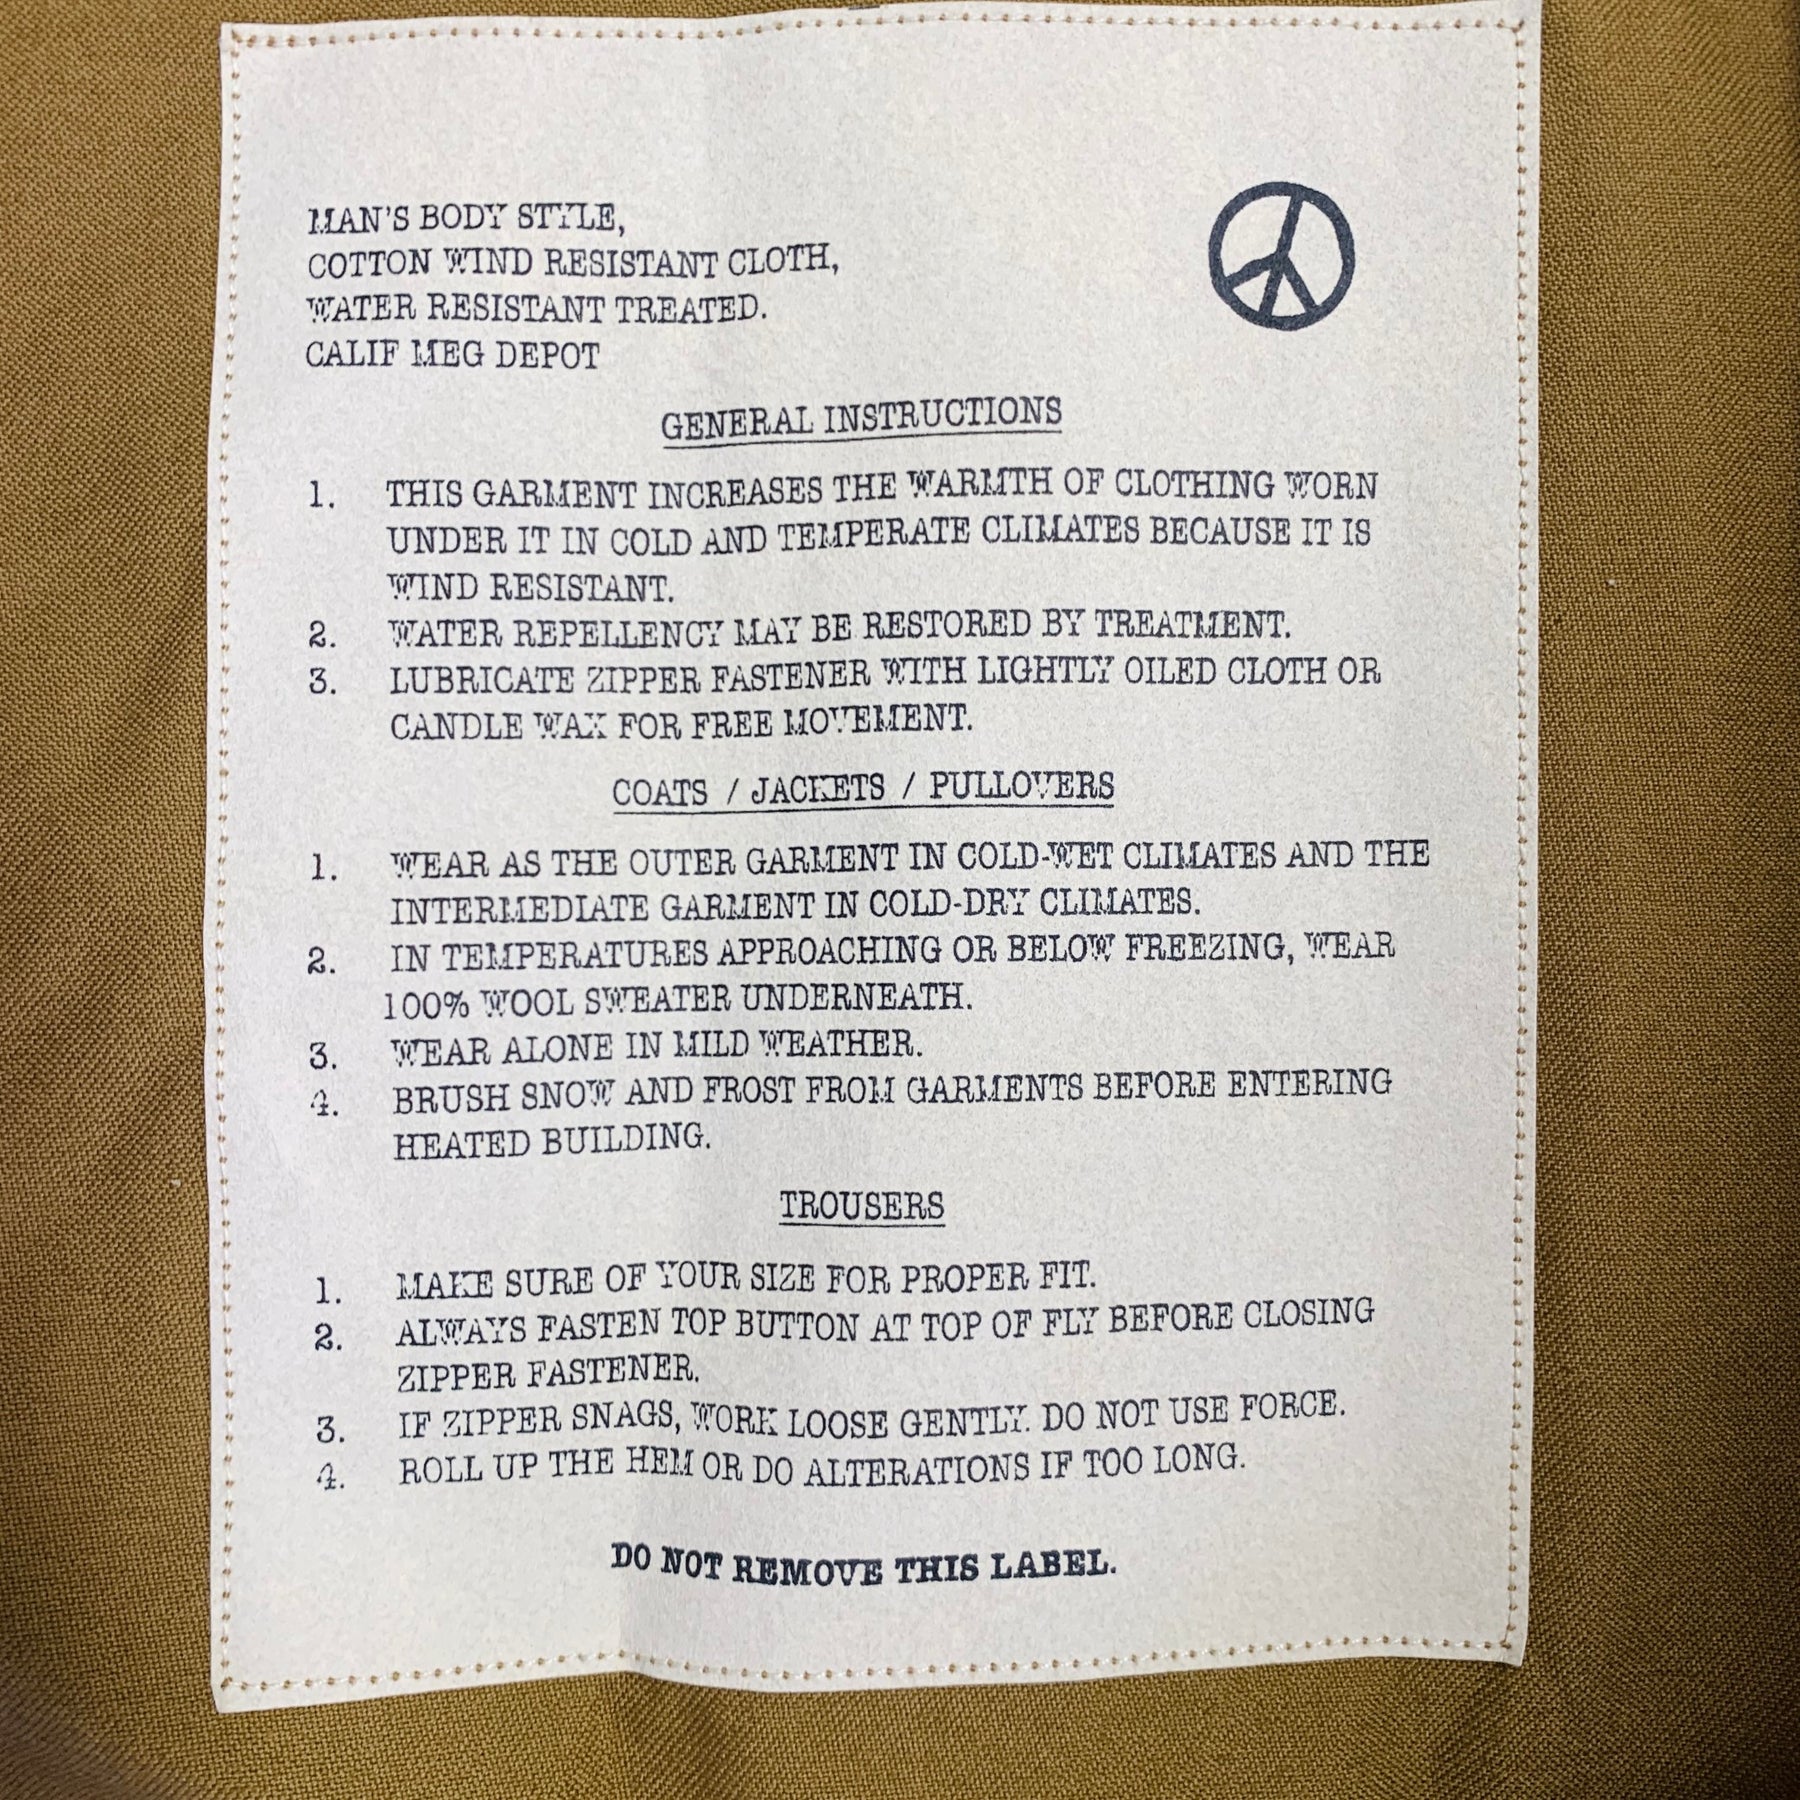 MAN'S BODY STYLE,
COTTON WIND RESISTANT CLOTH,
WATER RESISTANT TREATED.
CALIF MEG DEPOT
GENERAL INSTRUCTIONS
1. THIS GARMENT INCREASES THE WARMTH OF CLOTHING WORN
UNDER IT IN COLD AND TEMPERATE CLIMATES BECAUSE IT IS
WIND RESISTANT.
2. WATER REPELLENCY MAY BE RESTORED BY TREATMENT.
3. LUBRICATE ZIPPER FASTENER WITH LIGHTLY OILED CLOTH OR
CANDLE WAX FOR FREE MOVEMENT.
COATS / JACKETS / PULLOVERS
1. WEAR AS THE OUTER GARMENT IN COLD-WET CLIMATES AND THE
INTERMEDIATE GARMENT IN COLD-DRY CLIMATES.
2. IN TEMPERATURES APPROACHING OR BELOW FREEZING, WEAR
100% WOOL SWEATER UNDERNEATH.
3. WEAR ALONE IN MILD WEATHER.
4. BRUSH SNOW AND FROST FROM GARMENTS BEFORE ENTERING
HEATED BUILDING.
TROUSERS
1. MAKE SURE OF YOUR SIZE FOR PROPER FIT.
2. ALWAYS FASTEN TOP BUTTON AT TOP OF FLY BEFORE CLOSING
ZIPPER FASTENER.
3. IF ZIPPER SNAGS, WORK LOOSE GENTLY. DO NOT USE FORCE.
4. ROLL UP THE HEM OR DO ALTERATIONS IF TOO LONG.
DO NOT REMOVE THIS LABEL.